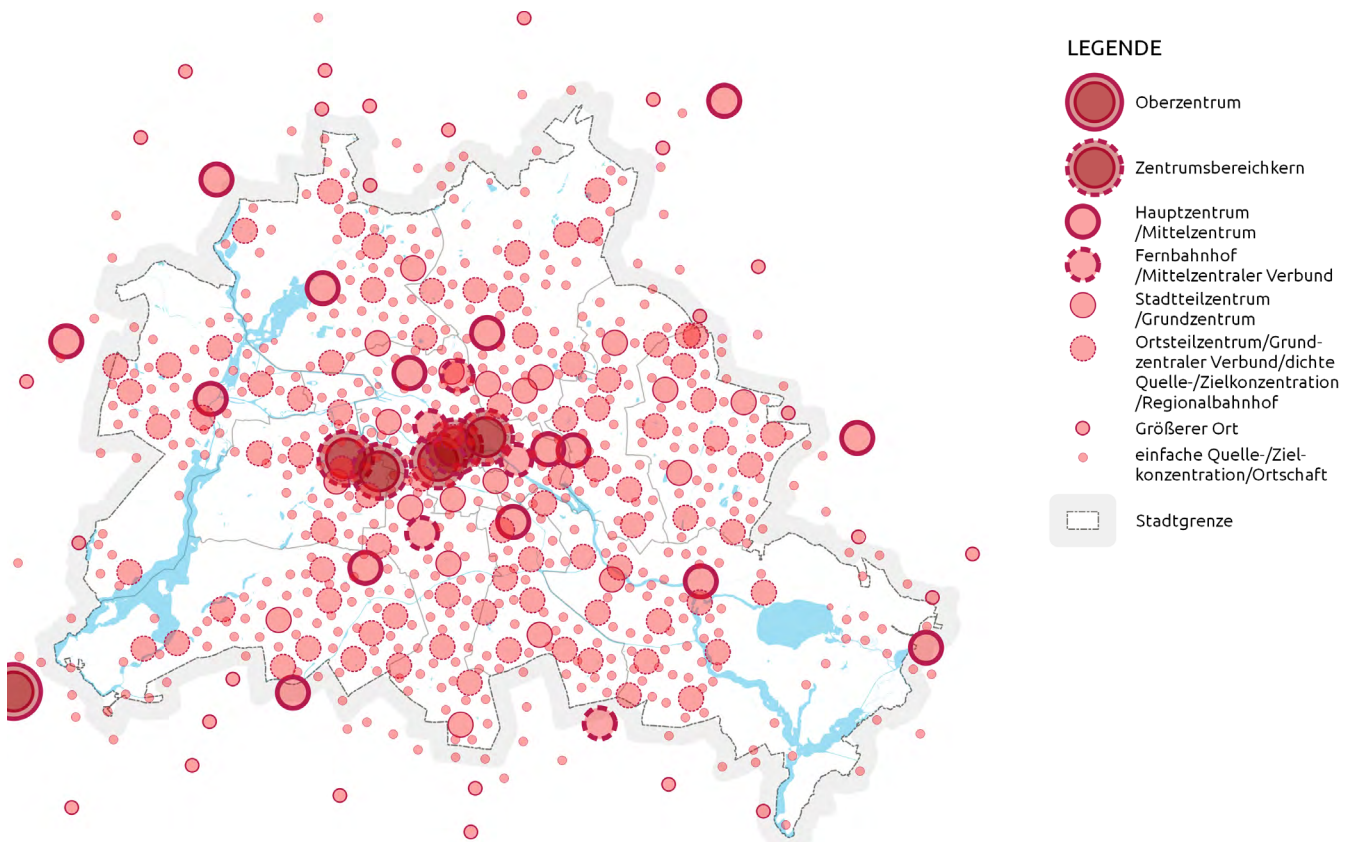 LEGENDE
Oberzentrum
Zentrumsbereichkern
Hauptzentrum
/Mittelzentrum
Fernbahnhof
/Mittelzentraler Verbund
Stadtteilzentrum
/Grundzentrum
Ortsteilzentrum/Grund-
zentraler Verbund/dichte
Quelle-/Zielkonzentration
/Regionalbahnhof
Größerer Ort
einfache Quelle-/Ziel-
konzentration/Ortschaft
Stadtgrenze